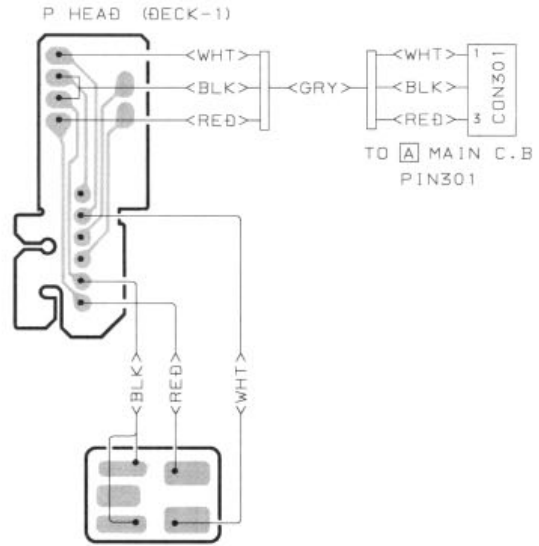 P HEAD (DECK-1)
<WHT> <WHT> 1
<BLK> <GRY> <BLK> CON301
<RED> <RED> 3
TO A MAIN C.B
PIN301
<BLK> <RED> <WHT>